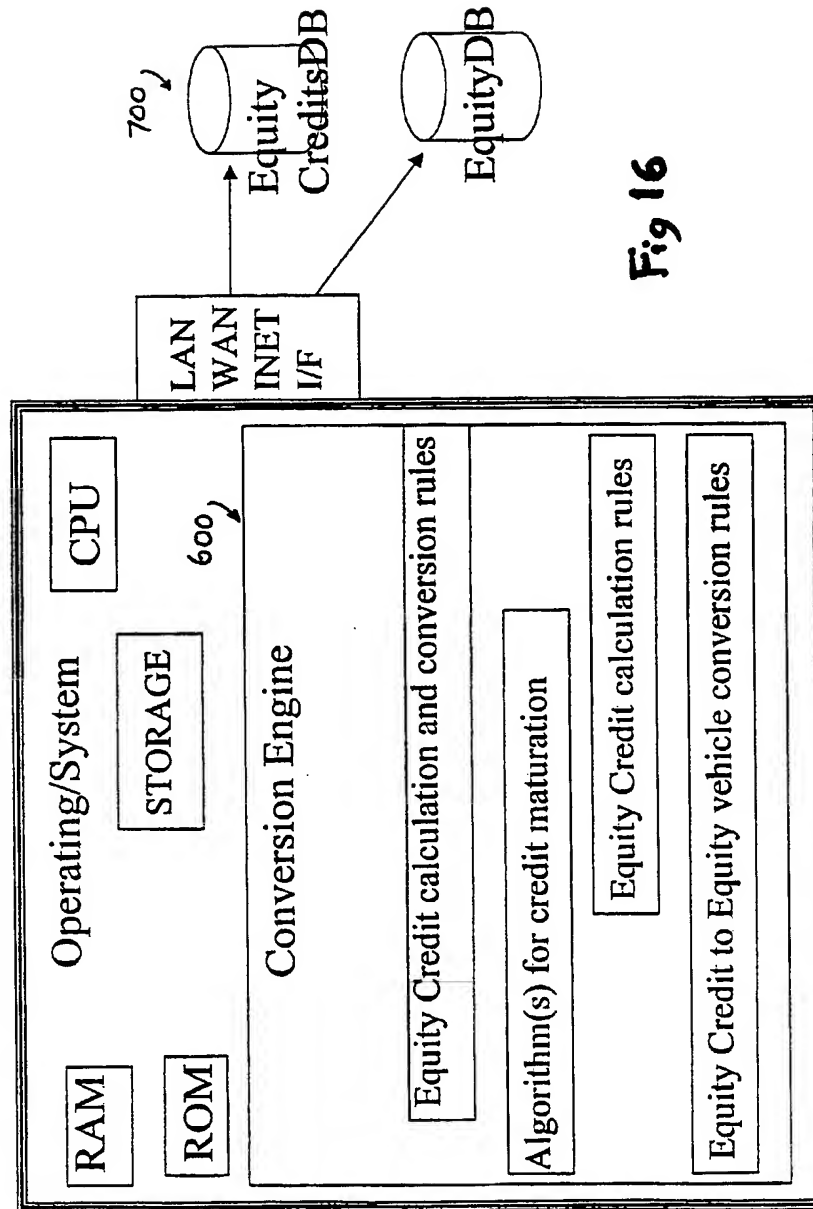 RAM
Operating/System
CPU
ROM
STORAGE
600
Conversion Engine
Equity Credit calculation and conversion rules
Algorithm(s) for credit maturation
Equity Credit calculation rules
Equity Credit to Equity vehicle conversion rules
LAN
WAN
INET
I/F
700
Equity
CreditsDB
EquityDB
Fig 16